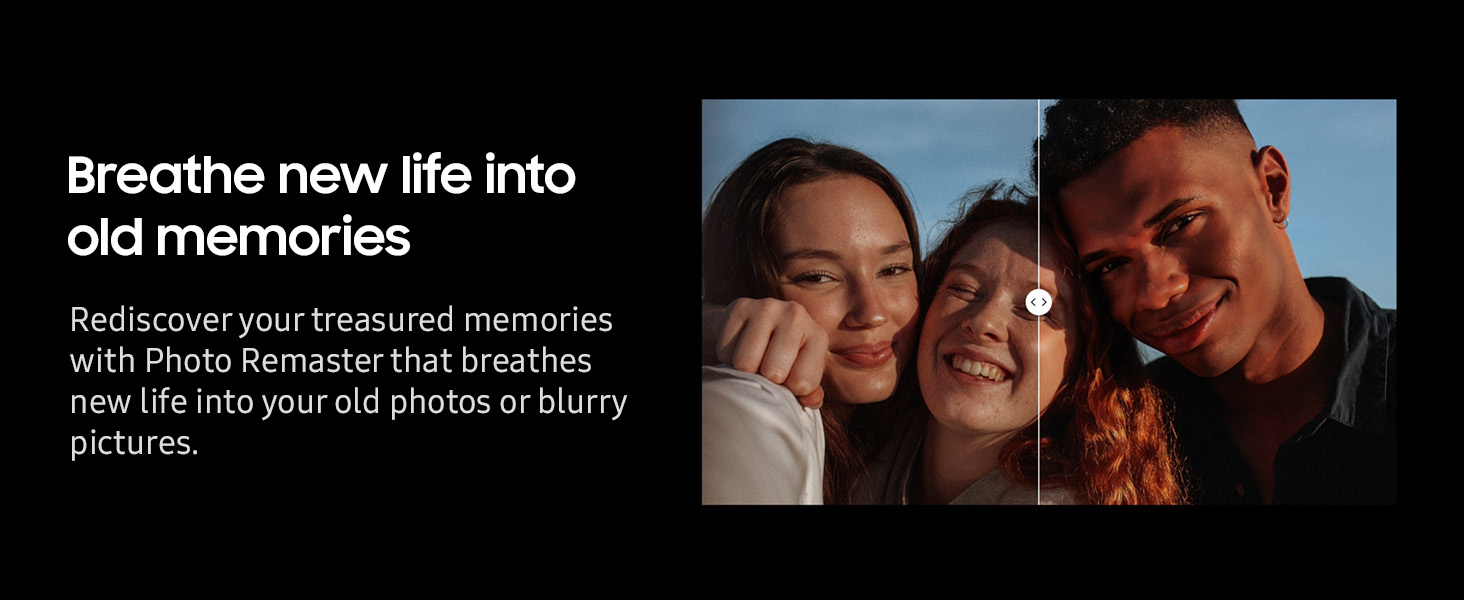 Breathe new life into
old memories
Rediscover your treasured memories
with Photo Remaster that breathes
new life into your old photos or blurry
pictures.